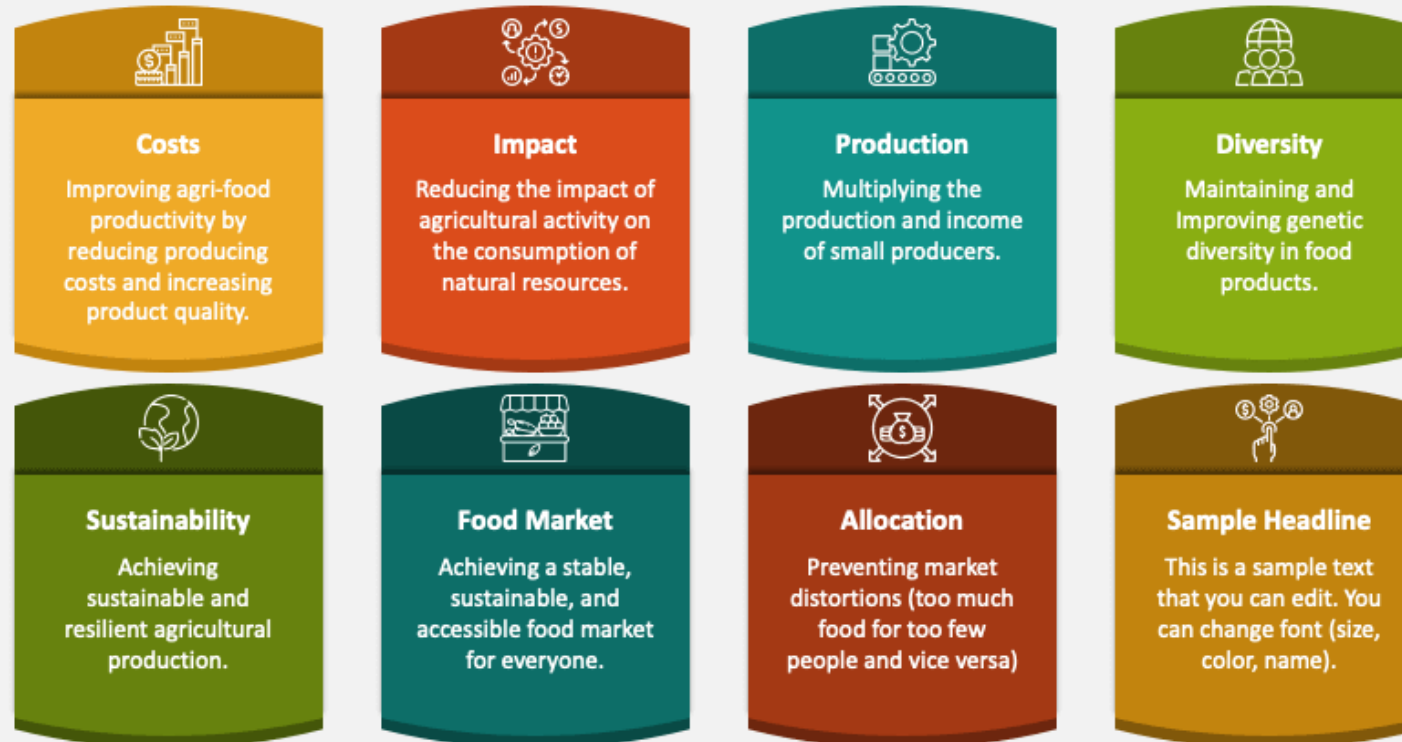 Costs
Improving agri-food
productivity by
reducing producing
costs and increasing
product quality.
Impact
Reducing the impact of
agricultural activity on
the consumption of
natural resources.
Production
Multiplying the
production and income
of small producers.
Diversity
Maintaining and
Improving genetic
diversity in food
products.
Sustainability
Achieving
sustainable and
resilient agricultural
production.
Food Market
Achieving a stable,
sustainable, and
accessible food market
for everyone.
Allocation
Preventing market
distortions (too much
food for too few
people and vice versa)
Sample Headline
This is a sample text
that you can edit. You
can change font (size,
color, name).